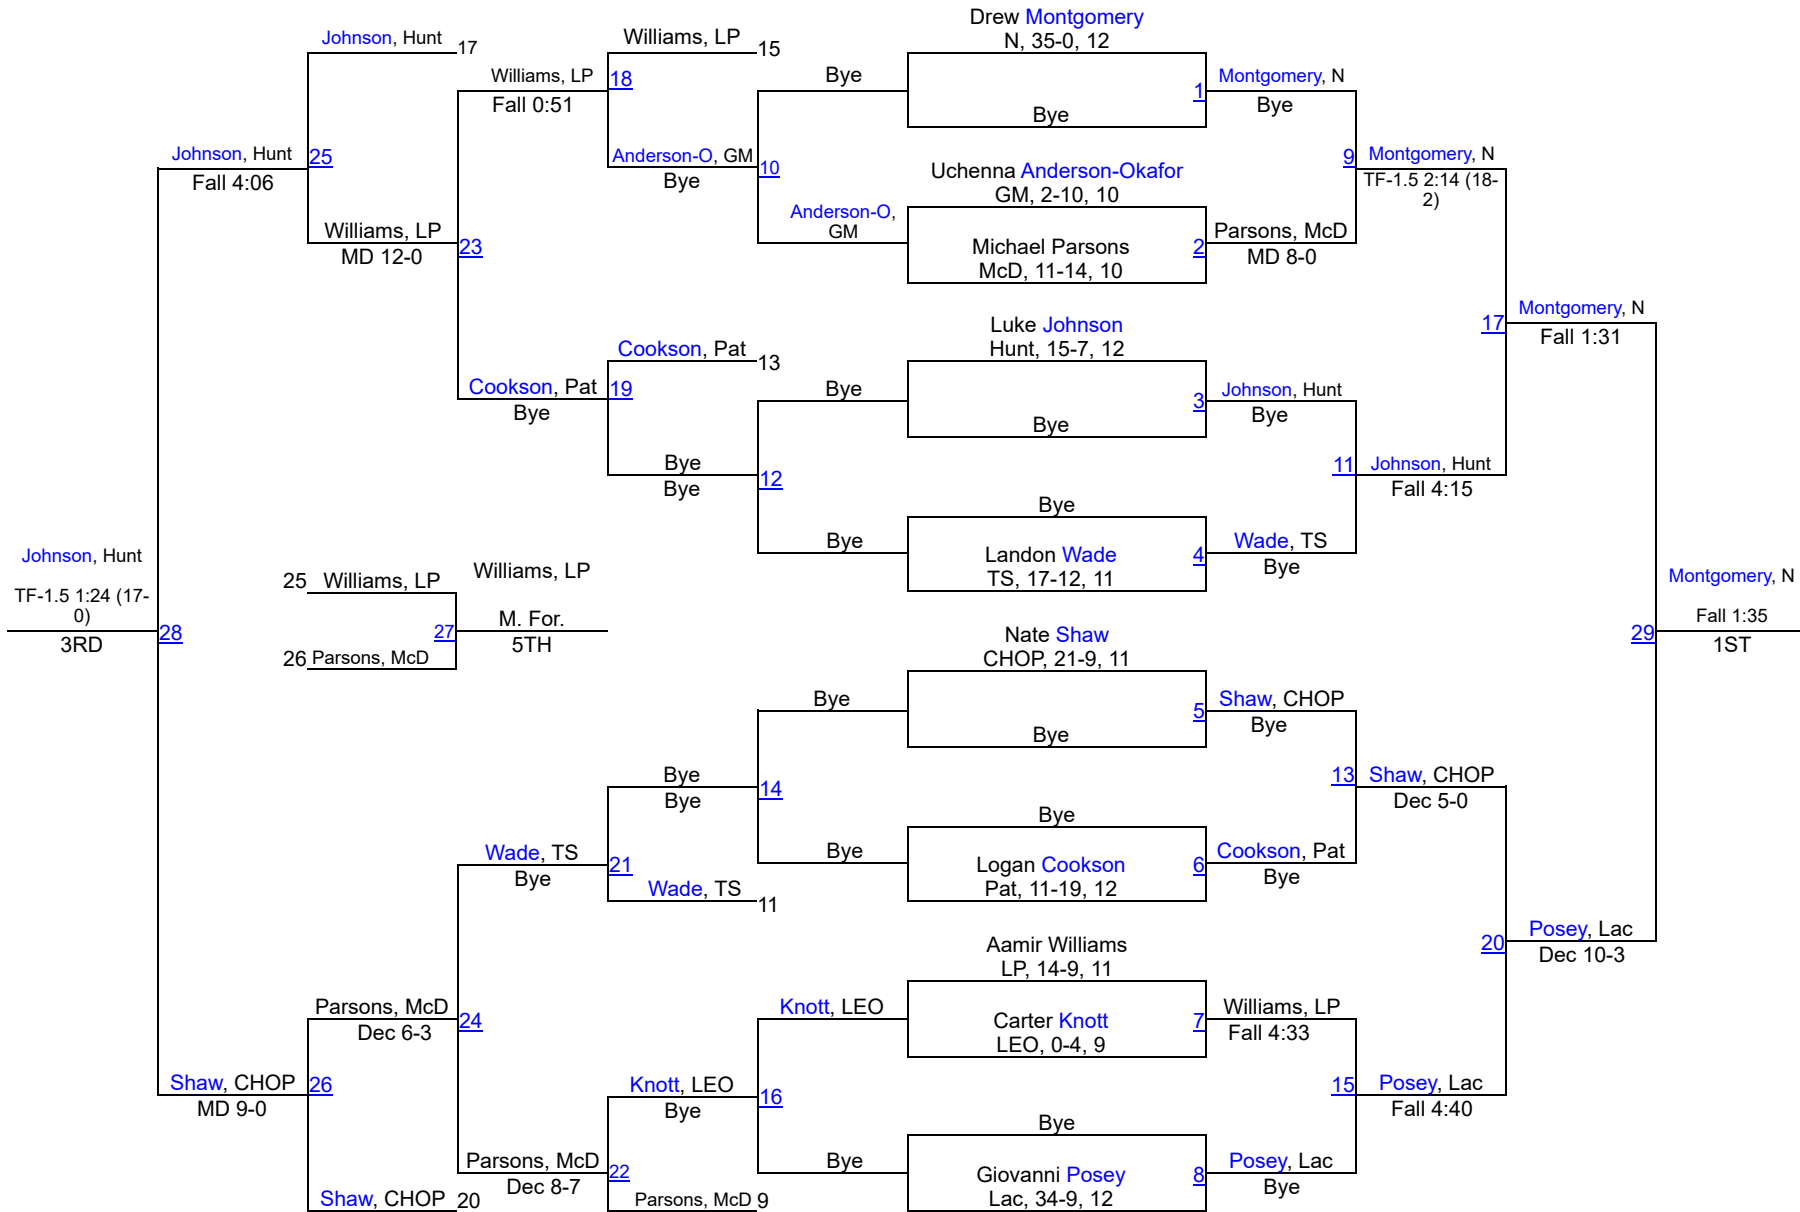 Drew Montgomery
N, 35-0, 12
Johnson, Hunt 17
Williams, LP 15
Williams, LP 18
Fall 0:51
Bye
Bye
1
Montgomery, N
Bye
Johnson, Hunt 25
Fall 4:06
Anderson-O, GM 10
Bye
Uchenna Anderson-Okafor
GM, 2-10, 10
9 Montgomery, N
TF-1.5 2:14 (18-
2)
Anderson-O,
GM
Williams, LP 23
MD 12-0
Michael Parsons
McD, 11-14, 10
2
Parsons, McD
MD 8-0
Luke Johnson
Hunt, 15-7, 12
17
Montgomery, N
Fall 1:31
Cookson, Pat 13
Cookson, Pat 19
Bye
Bye
Bye
3
Johnson, Hunt
Bye
Bye
Bye
12
11 Johnson, Hunt
Fall 4:15
Bye
Bye
Landon Wade
TS, 17-12, 11
4
Wade, TS
Bye
Johnson, Hunt
TF-1.5 1:24 (17-
0)
3RD
28
25 Williams, LP
26 Parsons, McD
27
Williams, LP
M. For.
5TH
Montgomery, N
Fall 1:35
1ST
29
Nate Shaw
CHOP, 21-9, 11
Bye
Bye
5
Shaw, CHOP
Bye
Bye
Bye
14
13 Shaw, CHOP
Dec 5-0
Bye
Bye
Logan Cookson
Pat, 11-19, 12
6
Cookson, Pat
Bye
Wade, TS 21
Bye
Wade, TS 11
Aamir Williams
LP, 14-9, 11
20
Posey, Lac
Dec 10-3
Parsons, McD 24
Dec 6-3
Knott, LEO
Carter Knott
LEO, 0-4, 9
7
Williams, LP
Fall 4:33
Shaw, CHOP 26
MD 9-0
Knott, LEO 16
Bye
15 Posey, Lac
Fall 4:40
Bye
Bye
Giovanni Posey
Lac, 34-9, 12
8
Posey, Lac
Bye
Parsons, McD 22
Dec 8-7
Shaw, CHOP 20
Parsons, McD 9